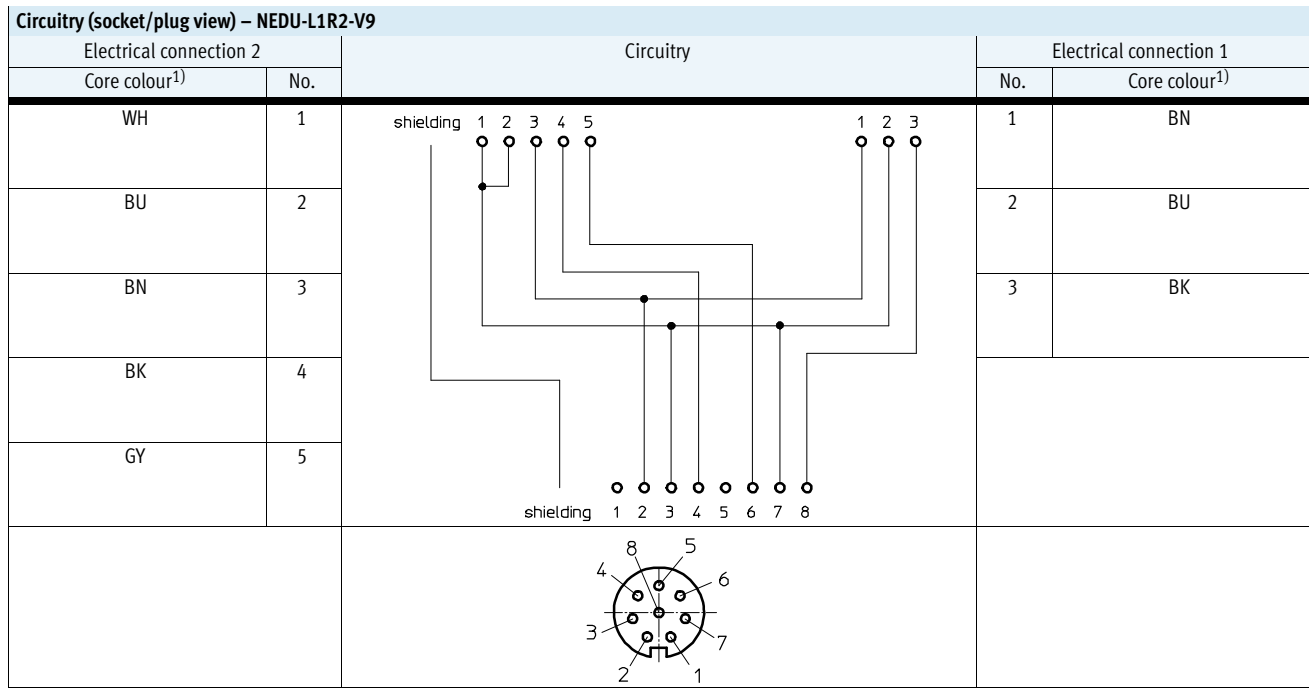 Circuitry (socket/plug view) – NEDU-L1R2-V9
Electrical connection 2 Circuitry Electrical connection 1
Core colour1) No. No. Core colour1)
WH 1 shielding 1 2 3 4 5 1 2 3 1 BN
BU 2 2 BU
BN 3 3 BK
BK 4
GY 5
shielding 1 2 3 4 5 6 7 8
8 5
4 6
3 7
2 1